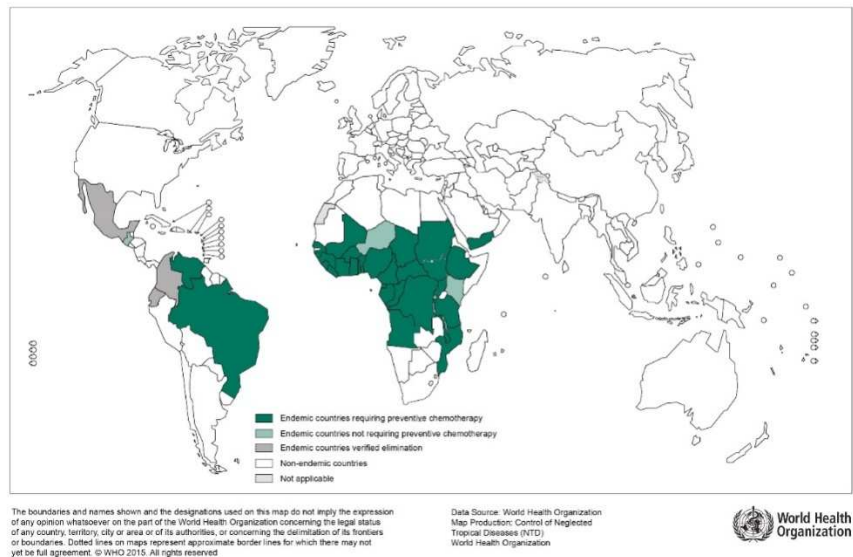 Endemic countries requiring preventive chemotherapy
Endemic countries not requiring preventive chemotherapy
Endemic countries verified elimination
Non-endemic countries
Not applicable
The boundaries and names shown and the designations used on this map do not imply the expression
of any opinion whatsoever on the part of the World Health Organization concerning the legal status
of any country, territory, city or area or of its authorities, or concerning the delimitation of its frontiers
or boundaries. Dotted lines on maps represent approximate border lines for which there may not
yet be full agreement. © WHO 2015. All rights reserved
Data Source: World Health Organization
Map Production: Control of Neglected
Tropical Diseases (NTD)
World Health Organization
World Health
Organization